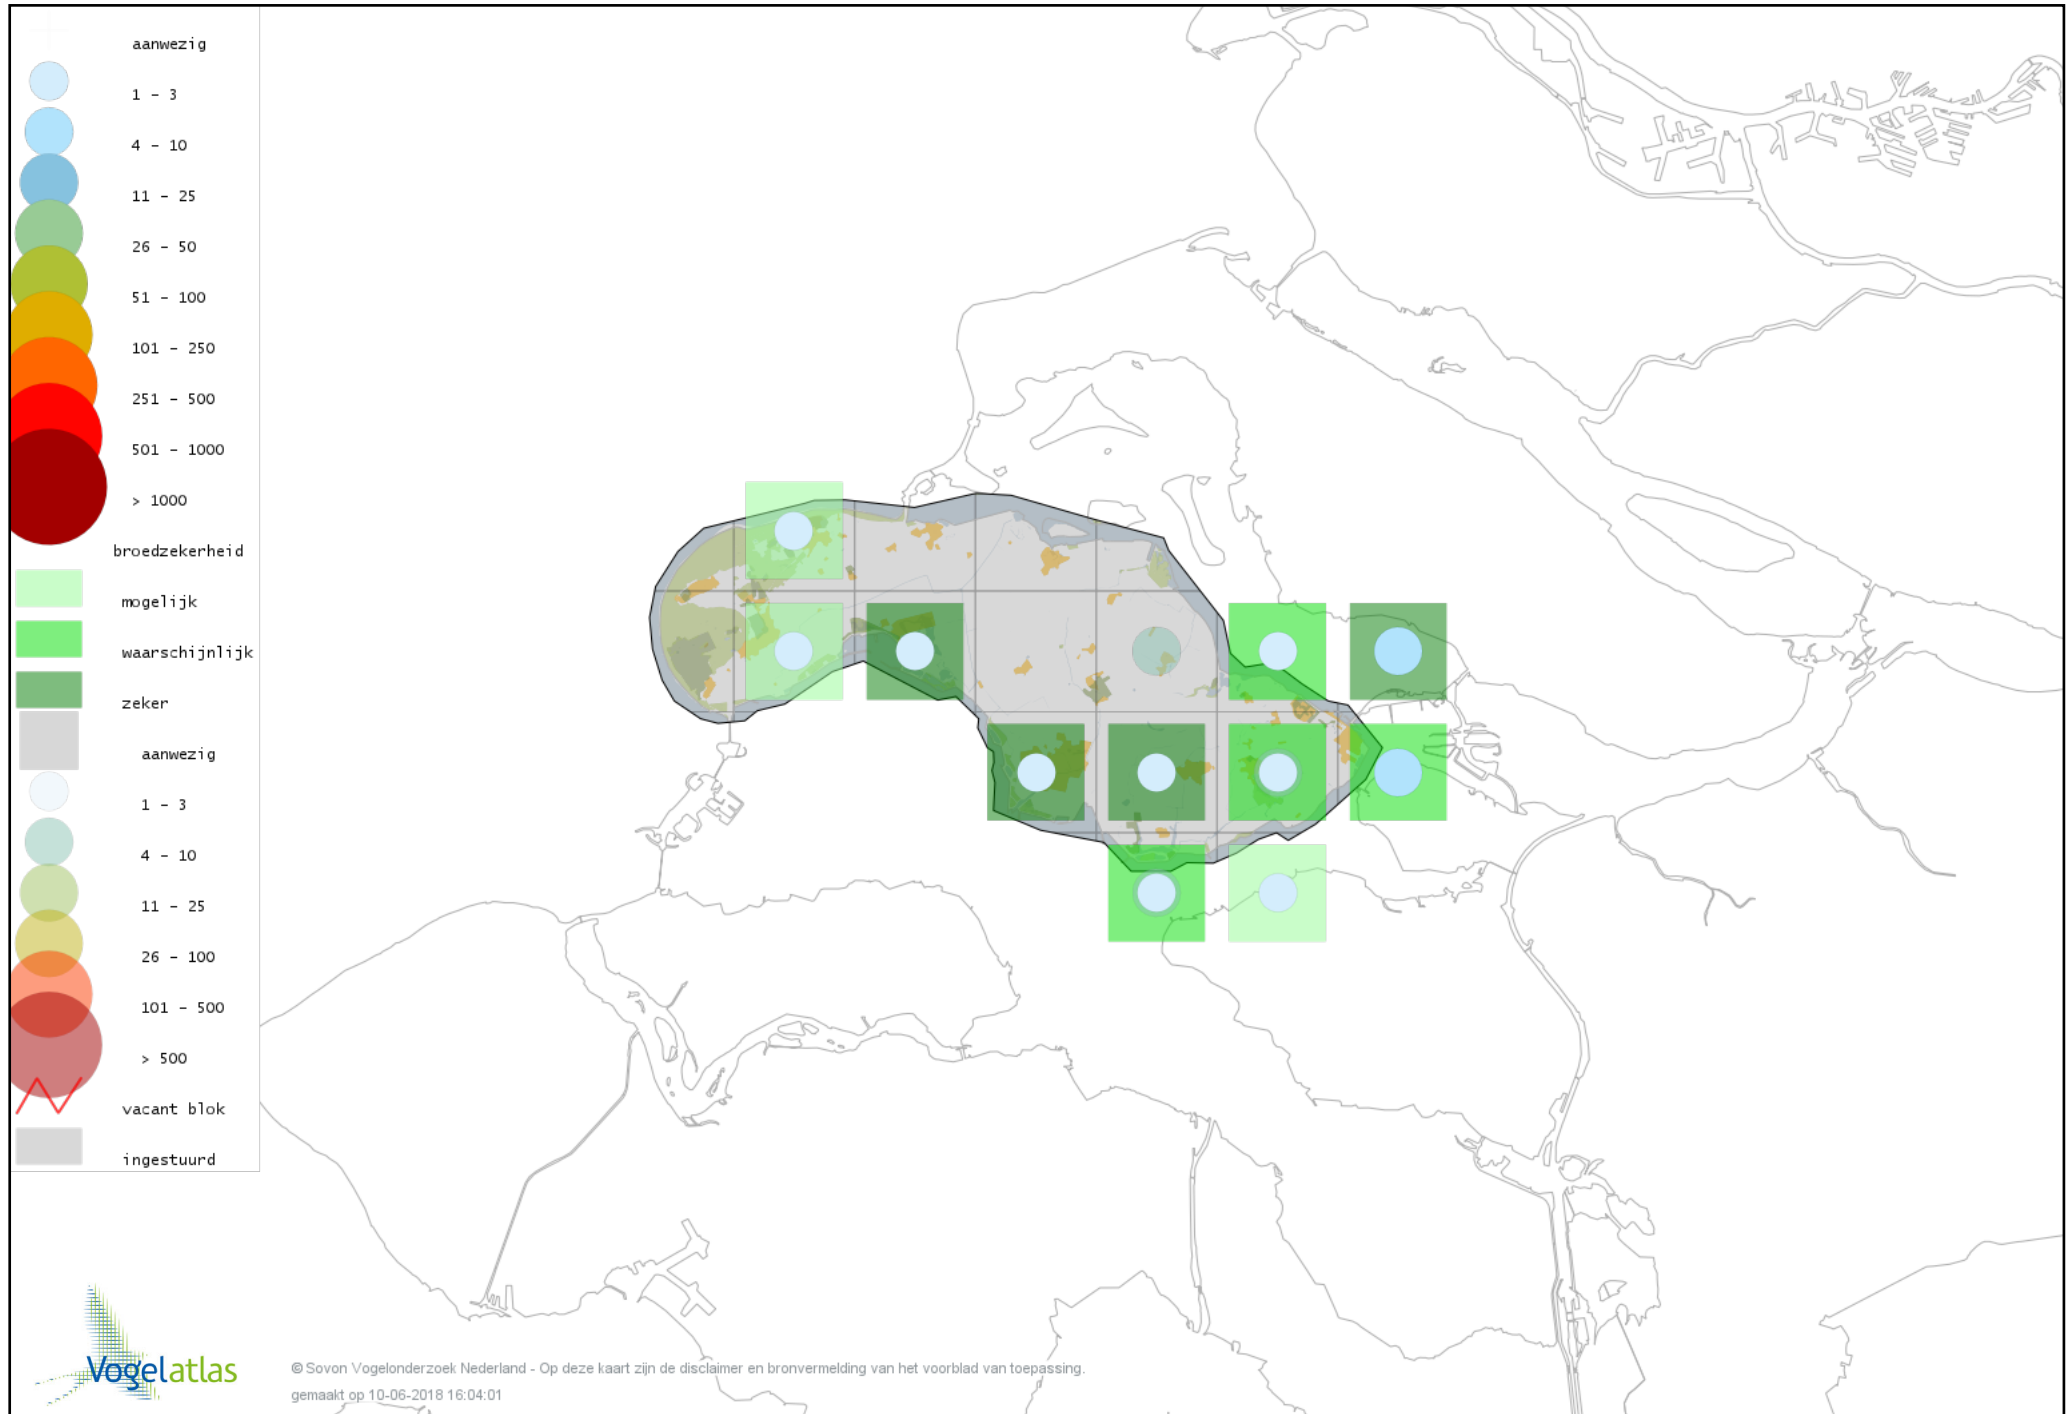 aanwezig
1 - 3
4 - 10
11 - 25
26 - 50
51 - 100
101 - 250
251 - 500
501 - 1000
> 1000
broedzekerheid
mogelijk
waarschijnlijk
zeker
aanwezig
1 - 3
4 - 10
11 - 25
26 - 100
101 - 500
> 500
vacant blok
ingestuurd
Vogelatlas
© Sovon Vogelonderzoek Nederland - Op deze kaart zijn de disclaimer en bronvermelding van het voorblad van toepassing.
gemaakt op 10-06-2018 16:04:01